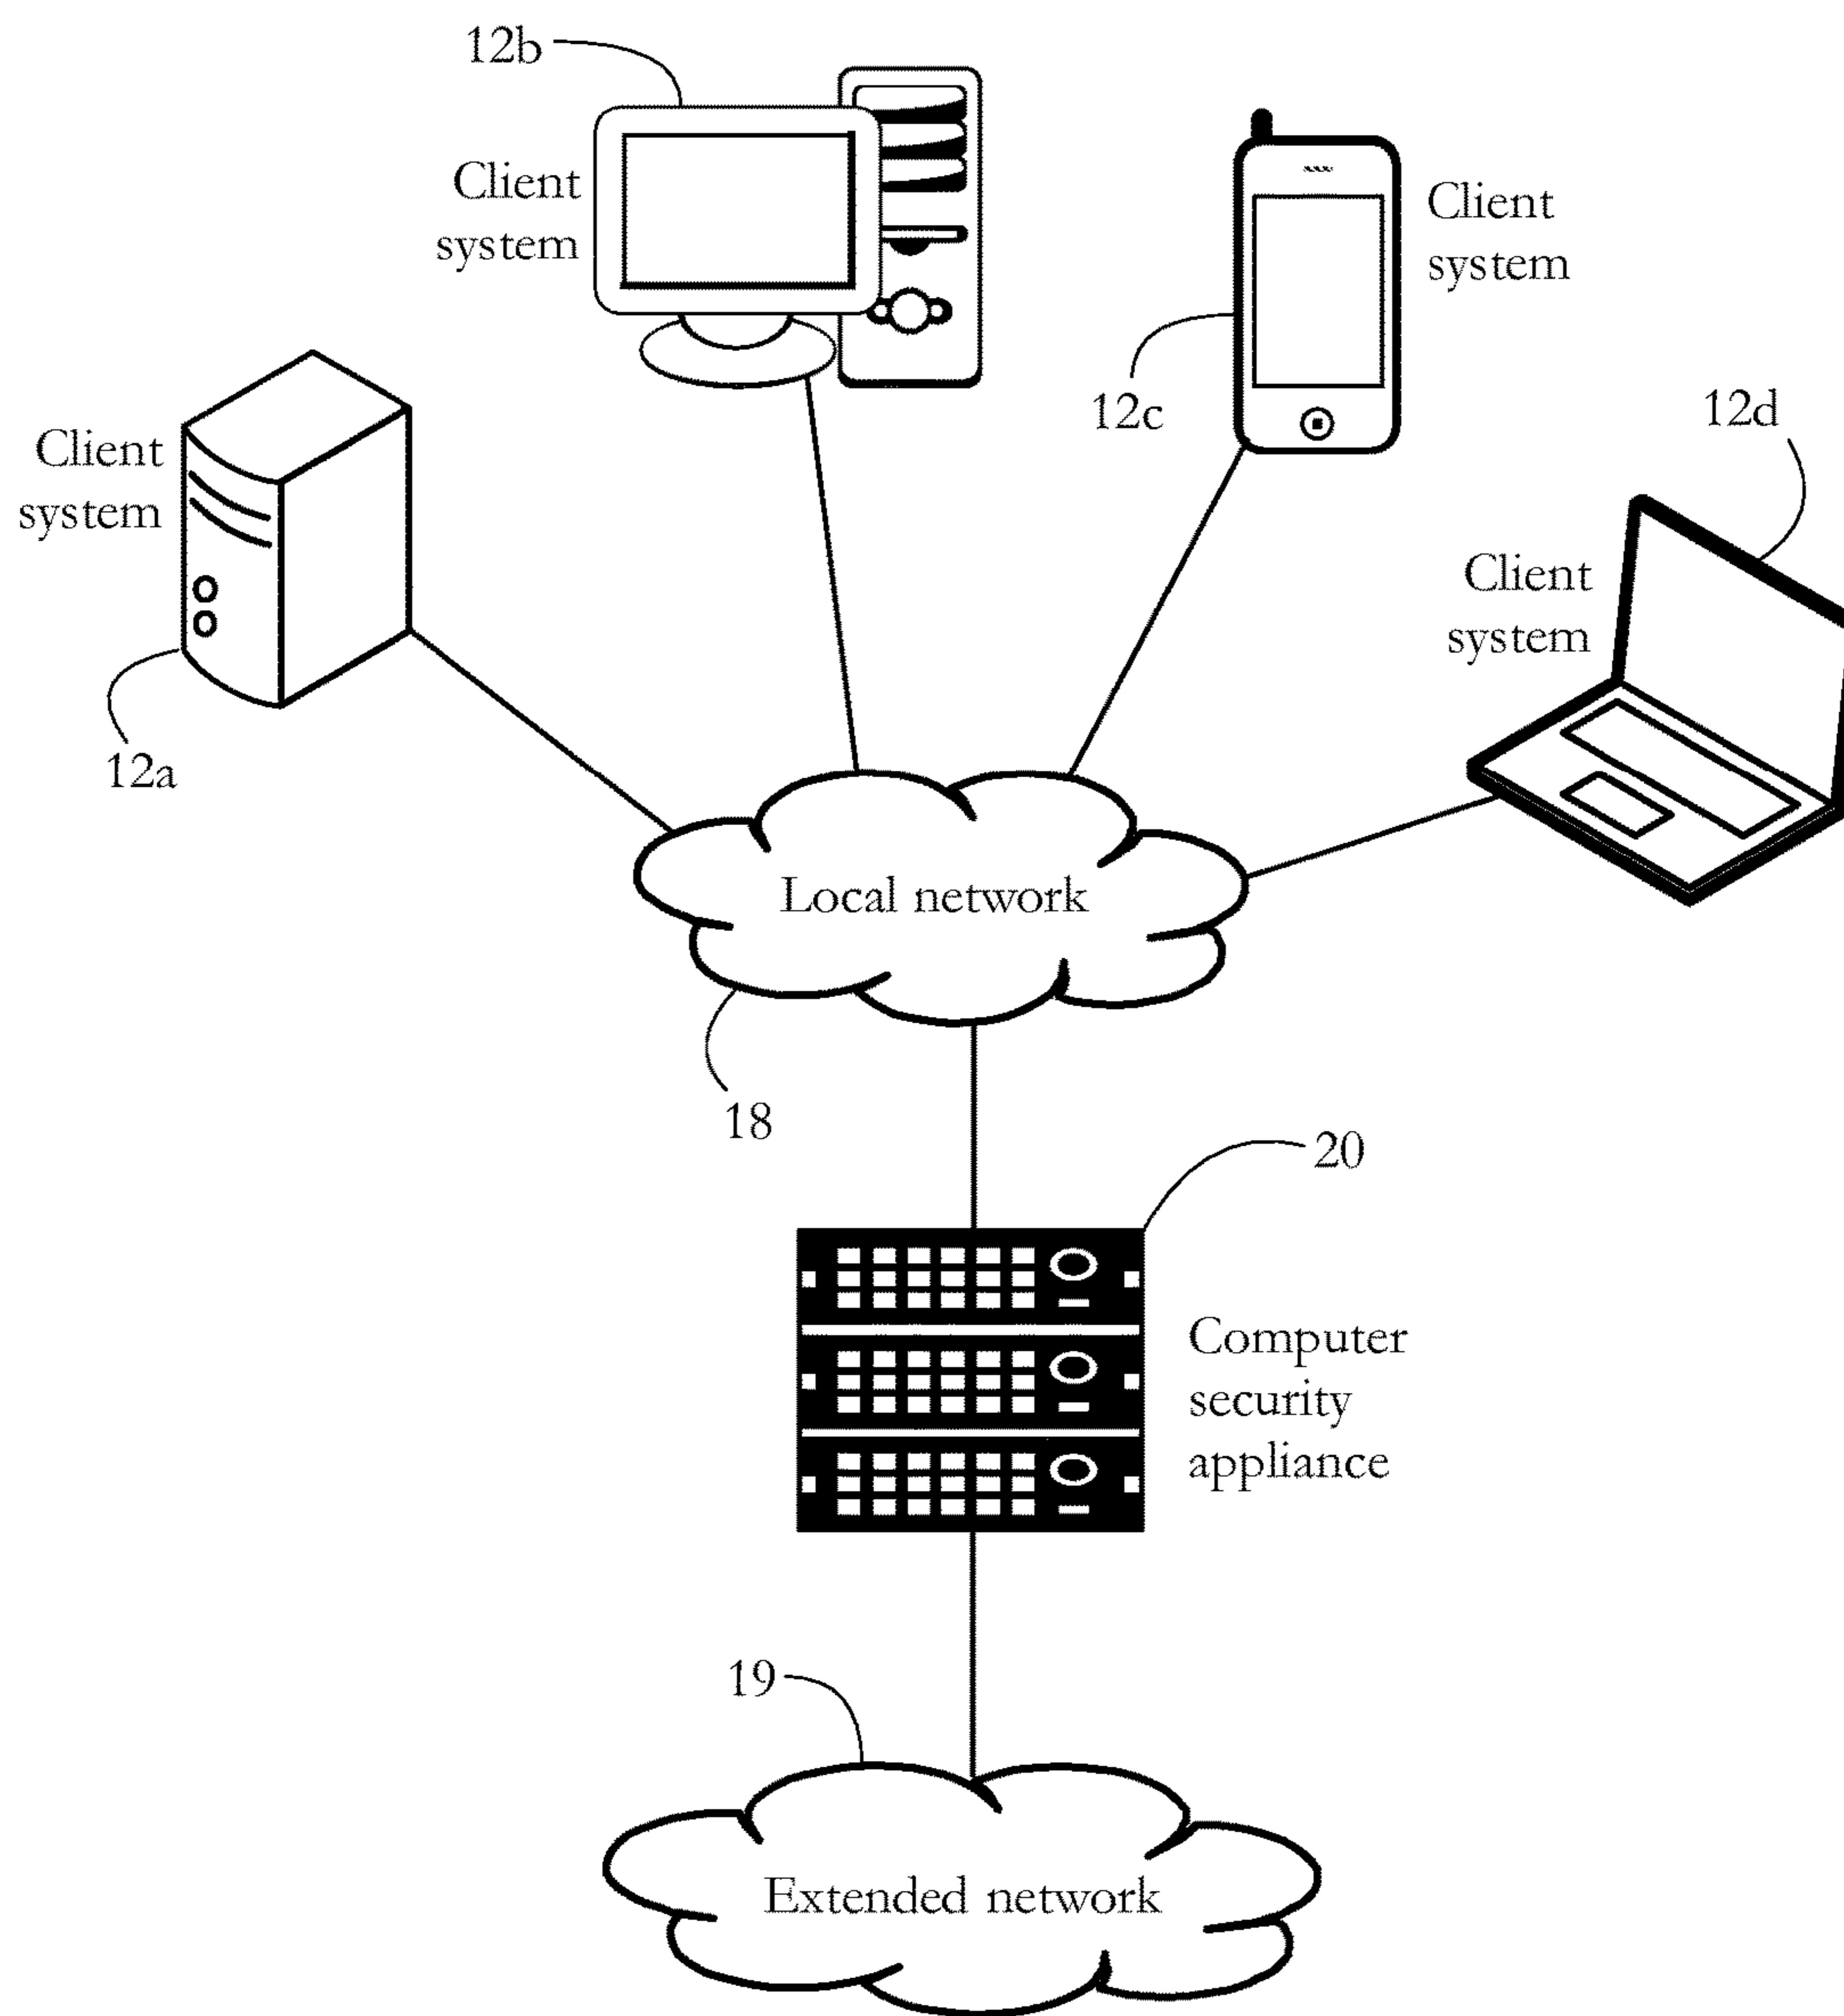 12b
Client
system
Client
system
12c
12d
Client
system
12a
Client
system
Local network
18
20
Computer
security
appliance
19
Extended network